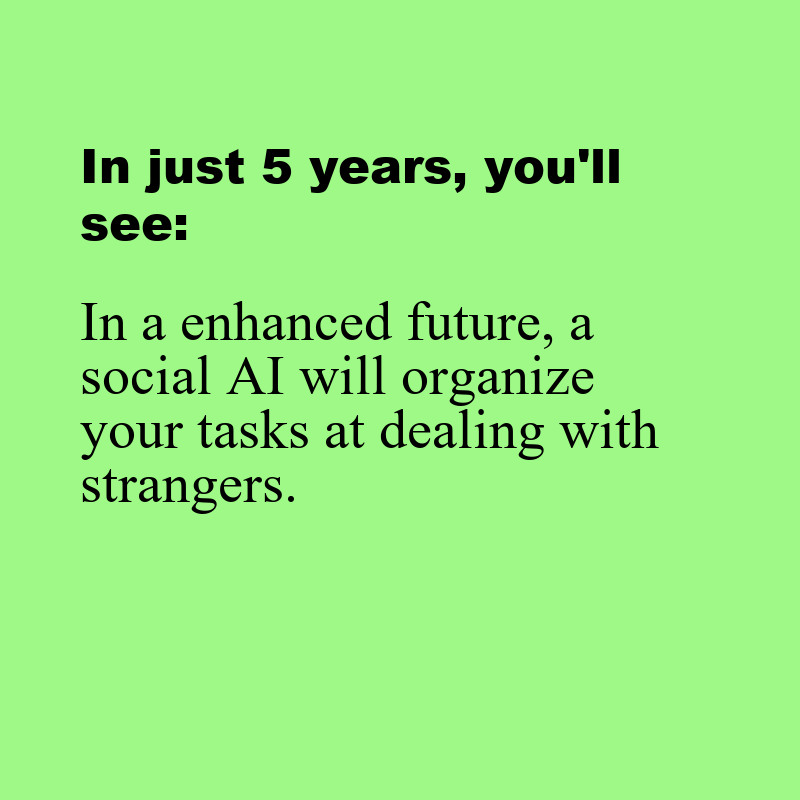 In just 5 years, you'll
see:
In a enhanced future, a
social AI will organize
your tasks at dealing with
strangers.